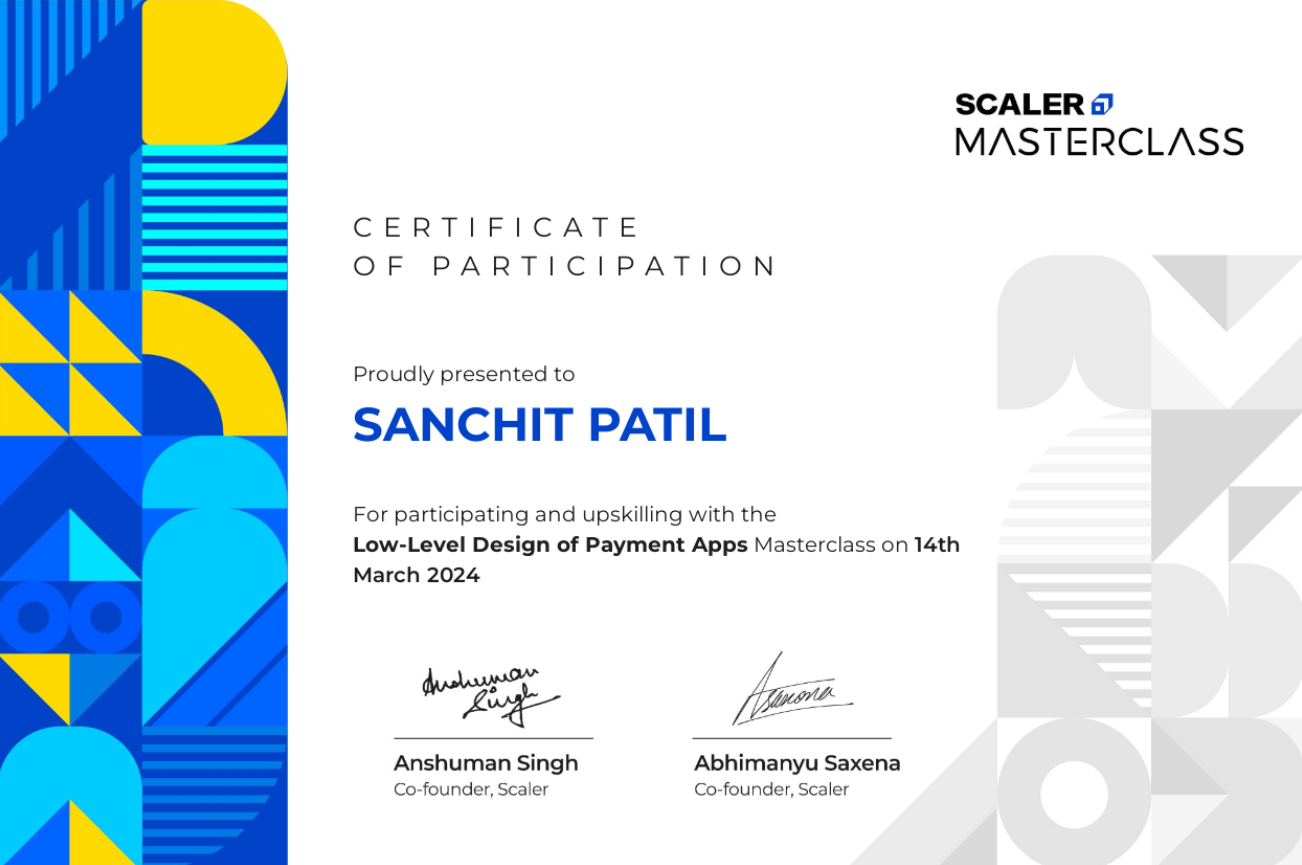 SCALER
MASTERCLASS
CERTIFICATE
OF PARTICIPATION
Proudly presented to
SANCHIT PATIL
For participating and upskilling with the
Low-Level Design of Payment Apps Masterclass on 14th
March 2024
Anshuman
Singh
Asaxena
Anshuman Singh
Co-founder, Scaler
Abhimanyu Saxena
Co-founder, Scaler